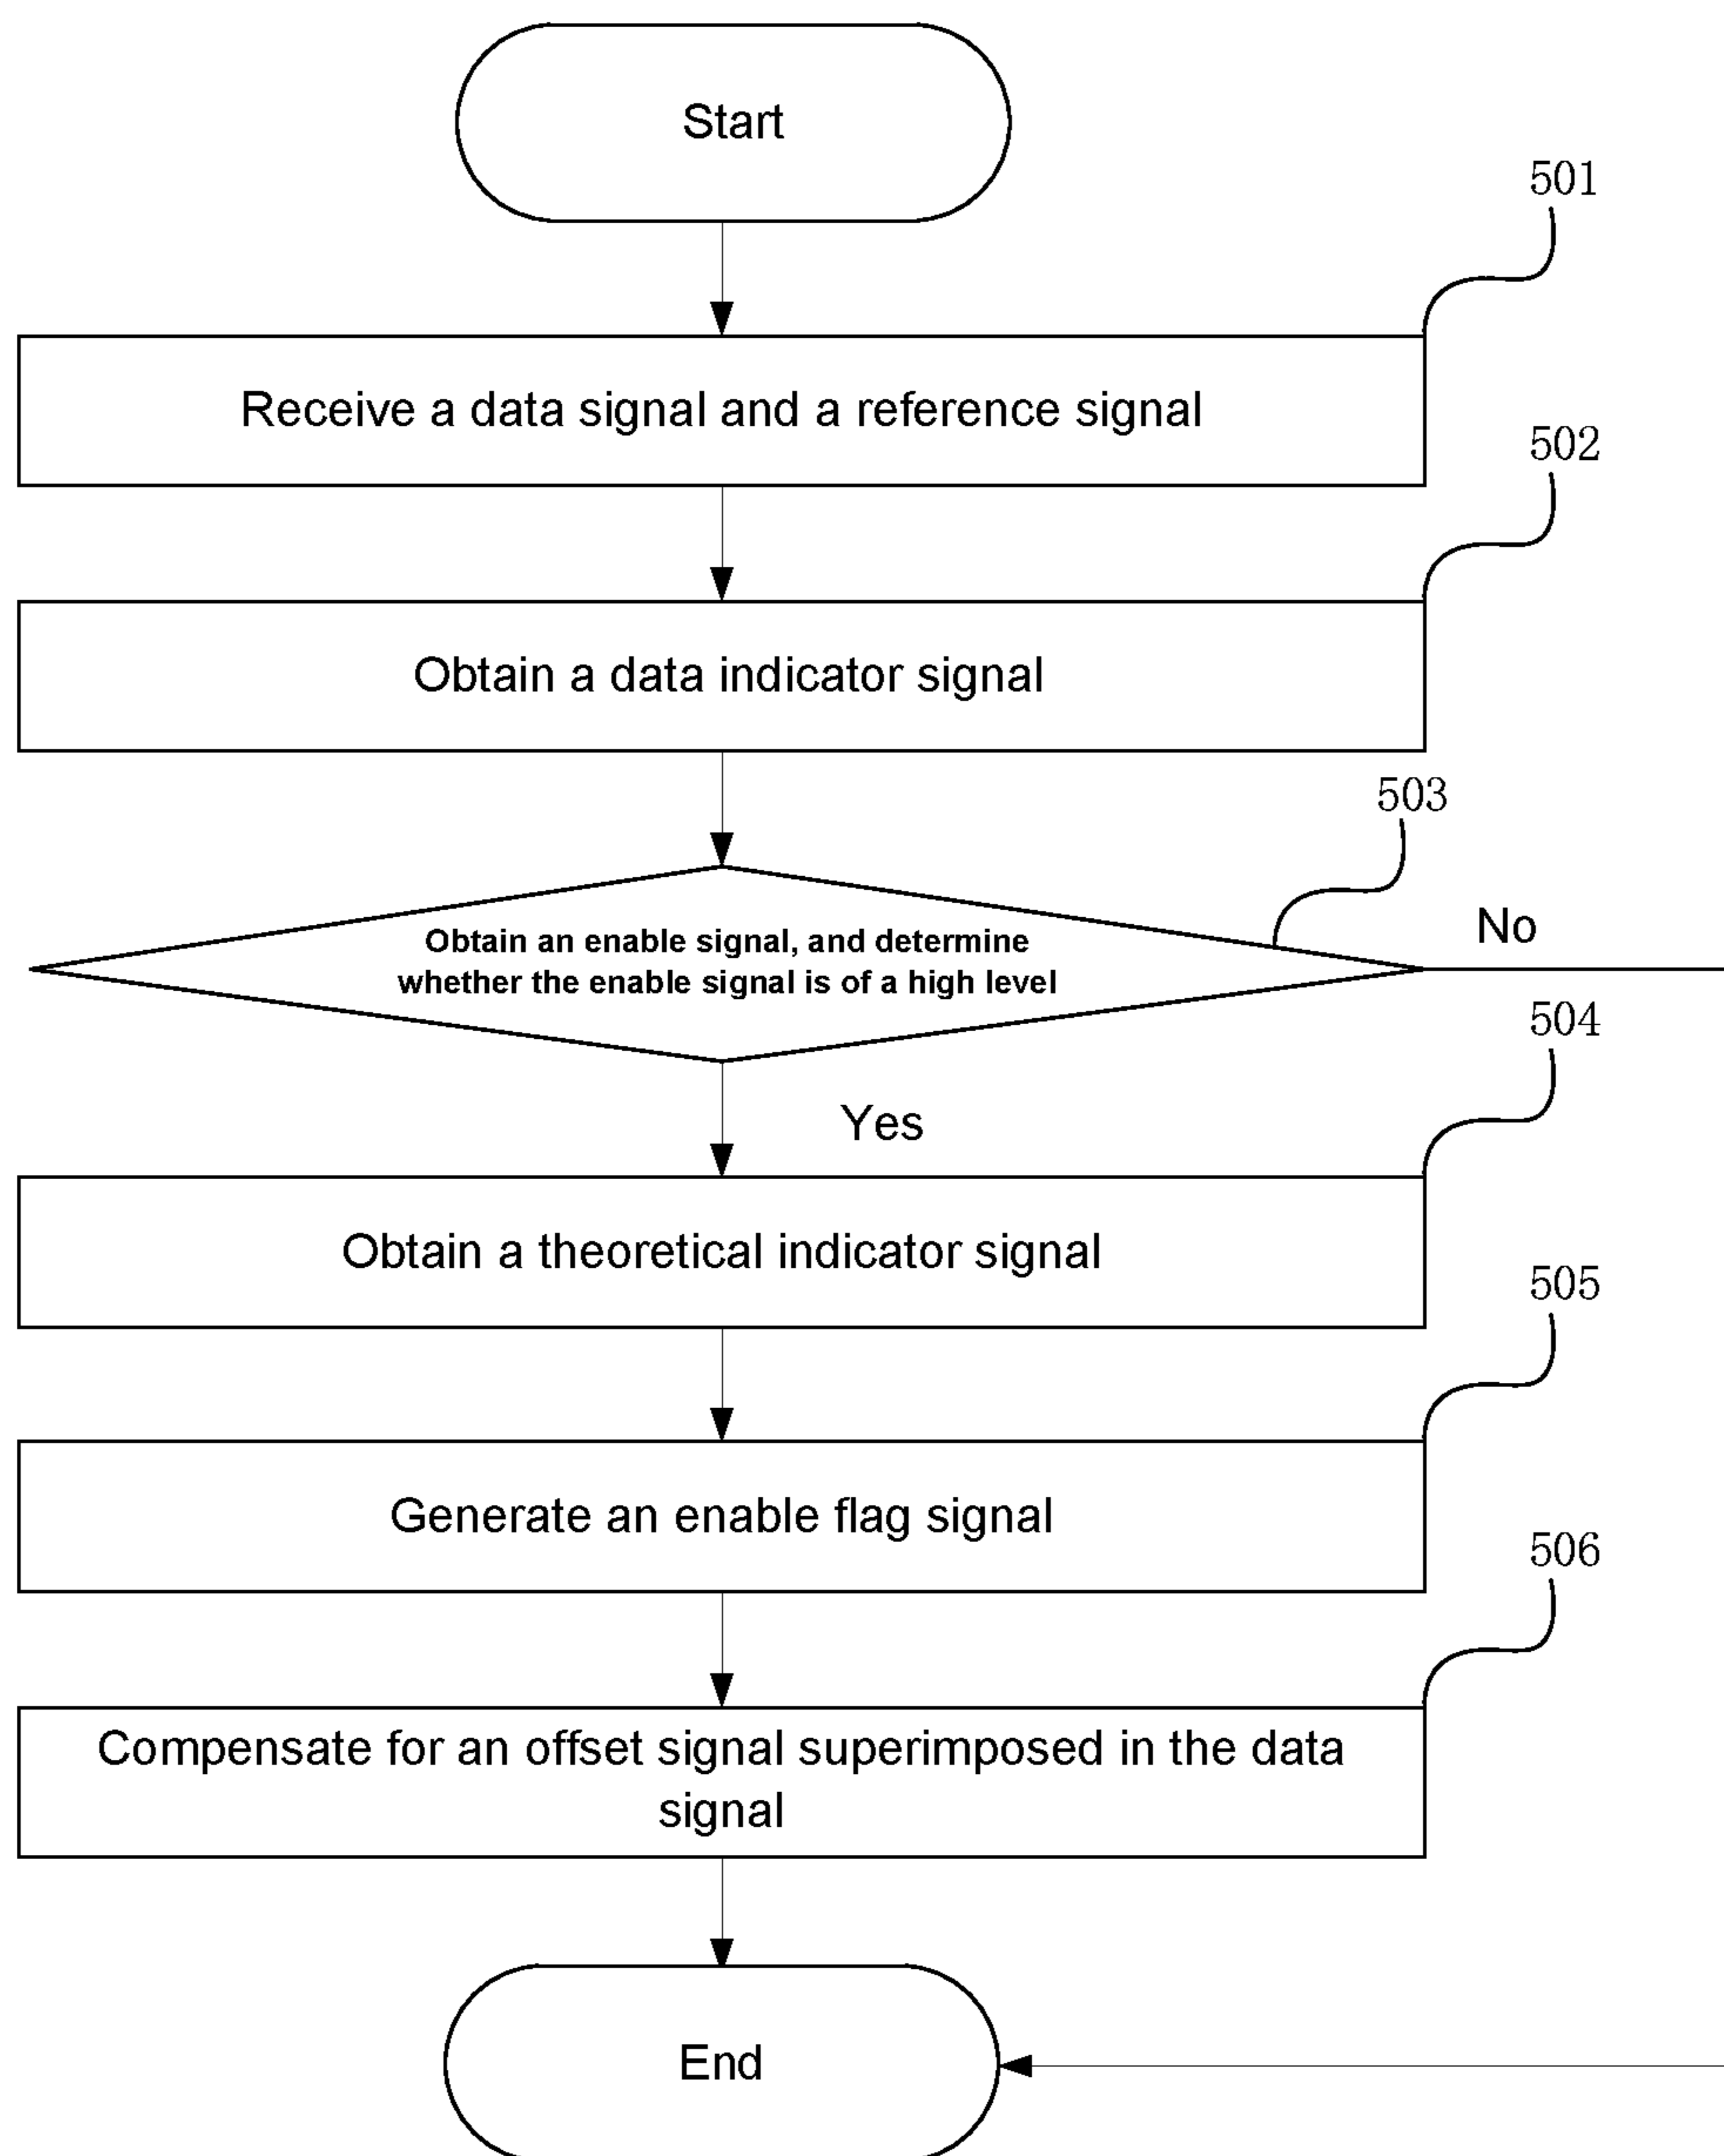 Start
501
Receive a data signal and a reference signal
502
Obtain a data indicator signal
503
Obtain an enable signal, and determine
whether the enable signal is of a high level
No
504
Yes
Obtain a theoretical indicator signal
505
Generate an enable flag signal
506
Compensate for an offset signal superimposed in the data
signal
End